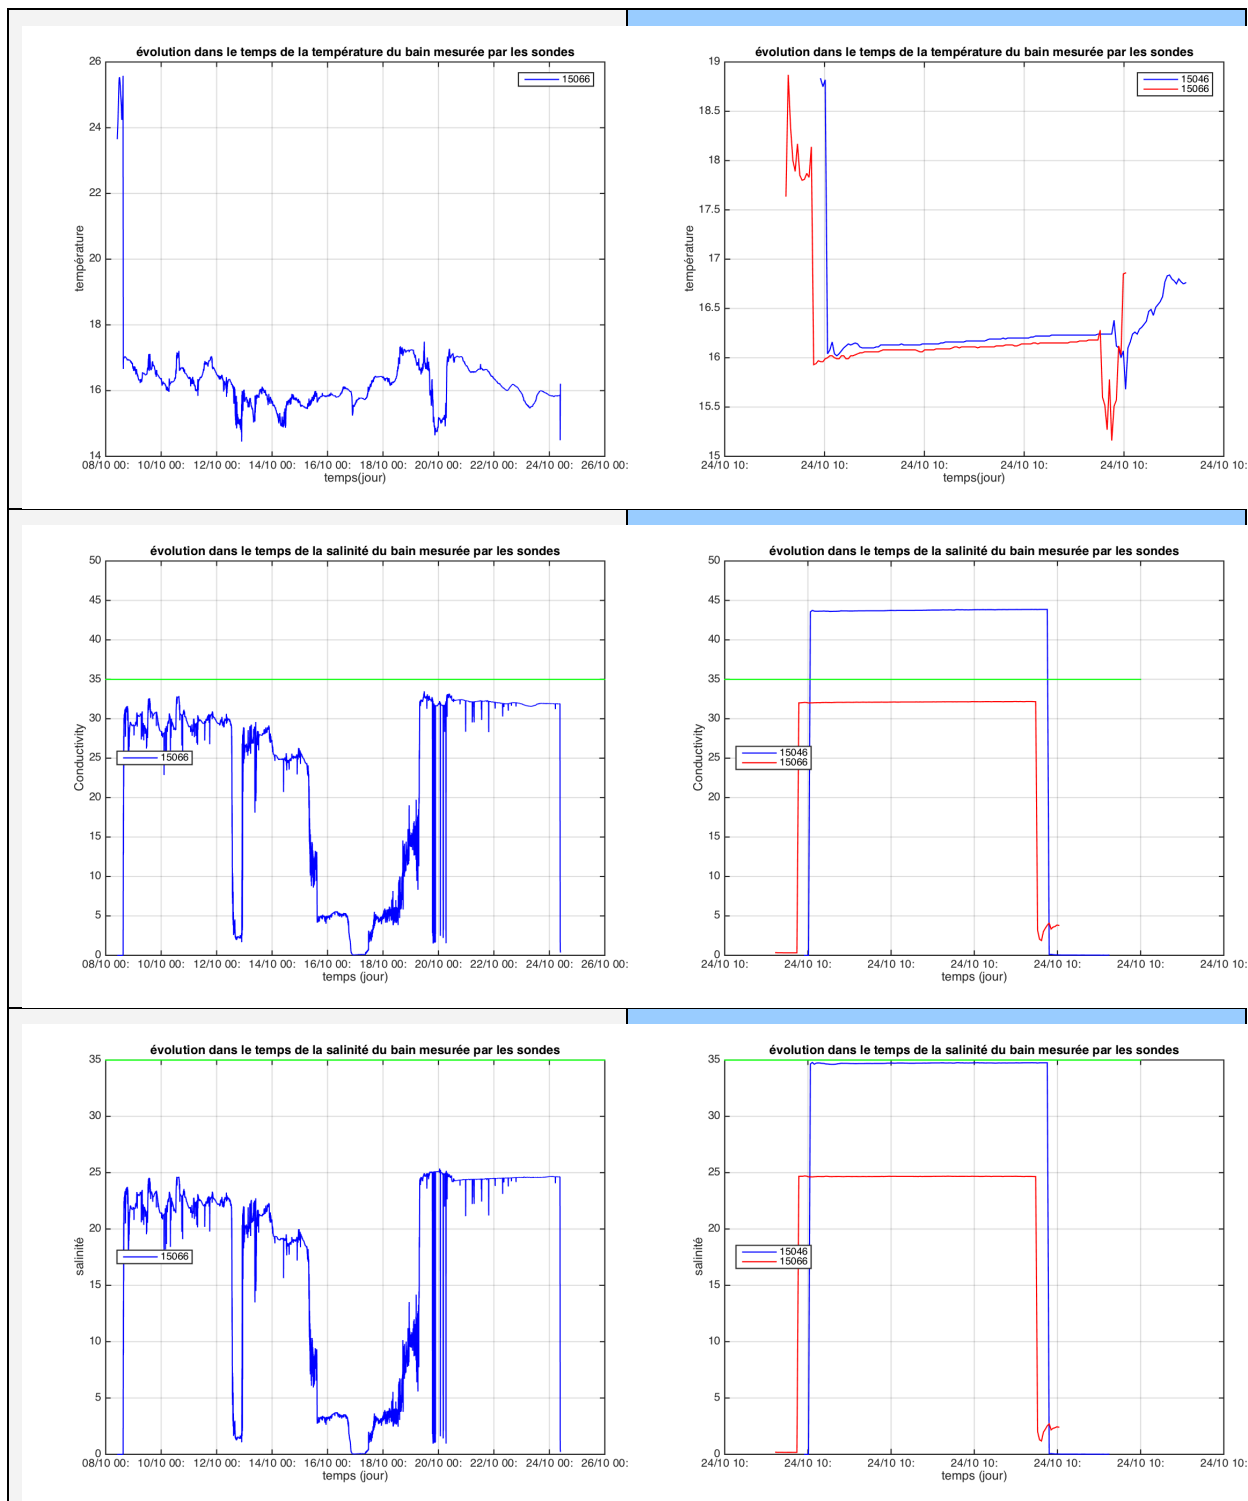 évolution dans le temps de la température du bain mesurée par les sondes
26
24
22
20
18
16
14
température
15066
08/10 00: 10/10 00: 12/10 00: 14/10 00: 16/10 00: 18/10 00: 20/10 00: 22/10 00: 24/10 00: 26/10 00:
temps(jour)
évolution dans le temps de la température du bain mesurée par les sondes
19
18.5
18
17.5
17
16.5
16
15.5
15
température
15046
15066
24/10 10: 24/10 10: 24/10 10: 24/10 10: 24/10 10: 24/10 10:
temps(jour)
évolution dans le temps de la salinité du bain mesurée par les sondes
50
45
40
35
30
25
20
15
10
5
0
Conductivity
15066
08/10 00: 10/10 00: 12/10 00: 14/10 00: 16/10 00: 18/10 00: 20/10 00: 22/10 00: 24/10 00: 26/10 00:
temps (jour)
évolution dans le temps de la salinité du bain mesurée par les sondes
50
45
40
35
30
25
20
15
10
5
0
Conductivity
15046
15066
24/10 10: 24/10 10: 24/10 10: 24/10 10: 24/10 10: 24/10 10: 24/10 10:
temps (jour)
évolution dans le temps de la salinité du bain mesurée par les sondes
35
30
25
20
15
10
5
0
salinité
15066
08/10 00: 10/10 00: 12/10 00: 14/10 00: 16/10 00: 18/10 00: 20/10 00: 22/10 00: 24/10 00: 26/10 00:
temps (jour)
évolution dans le temps de la salinité du bain mesurée par les sondes
35
30
25
20
15
10
5
0
salinité
15046
15066
24/10 10: 24/10 10: 24/10 10: 24/10 10: 24/10 10: 24/10 10: 24/10 10:
temps (jour)